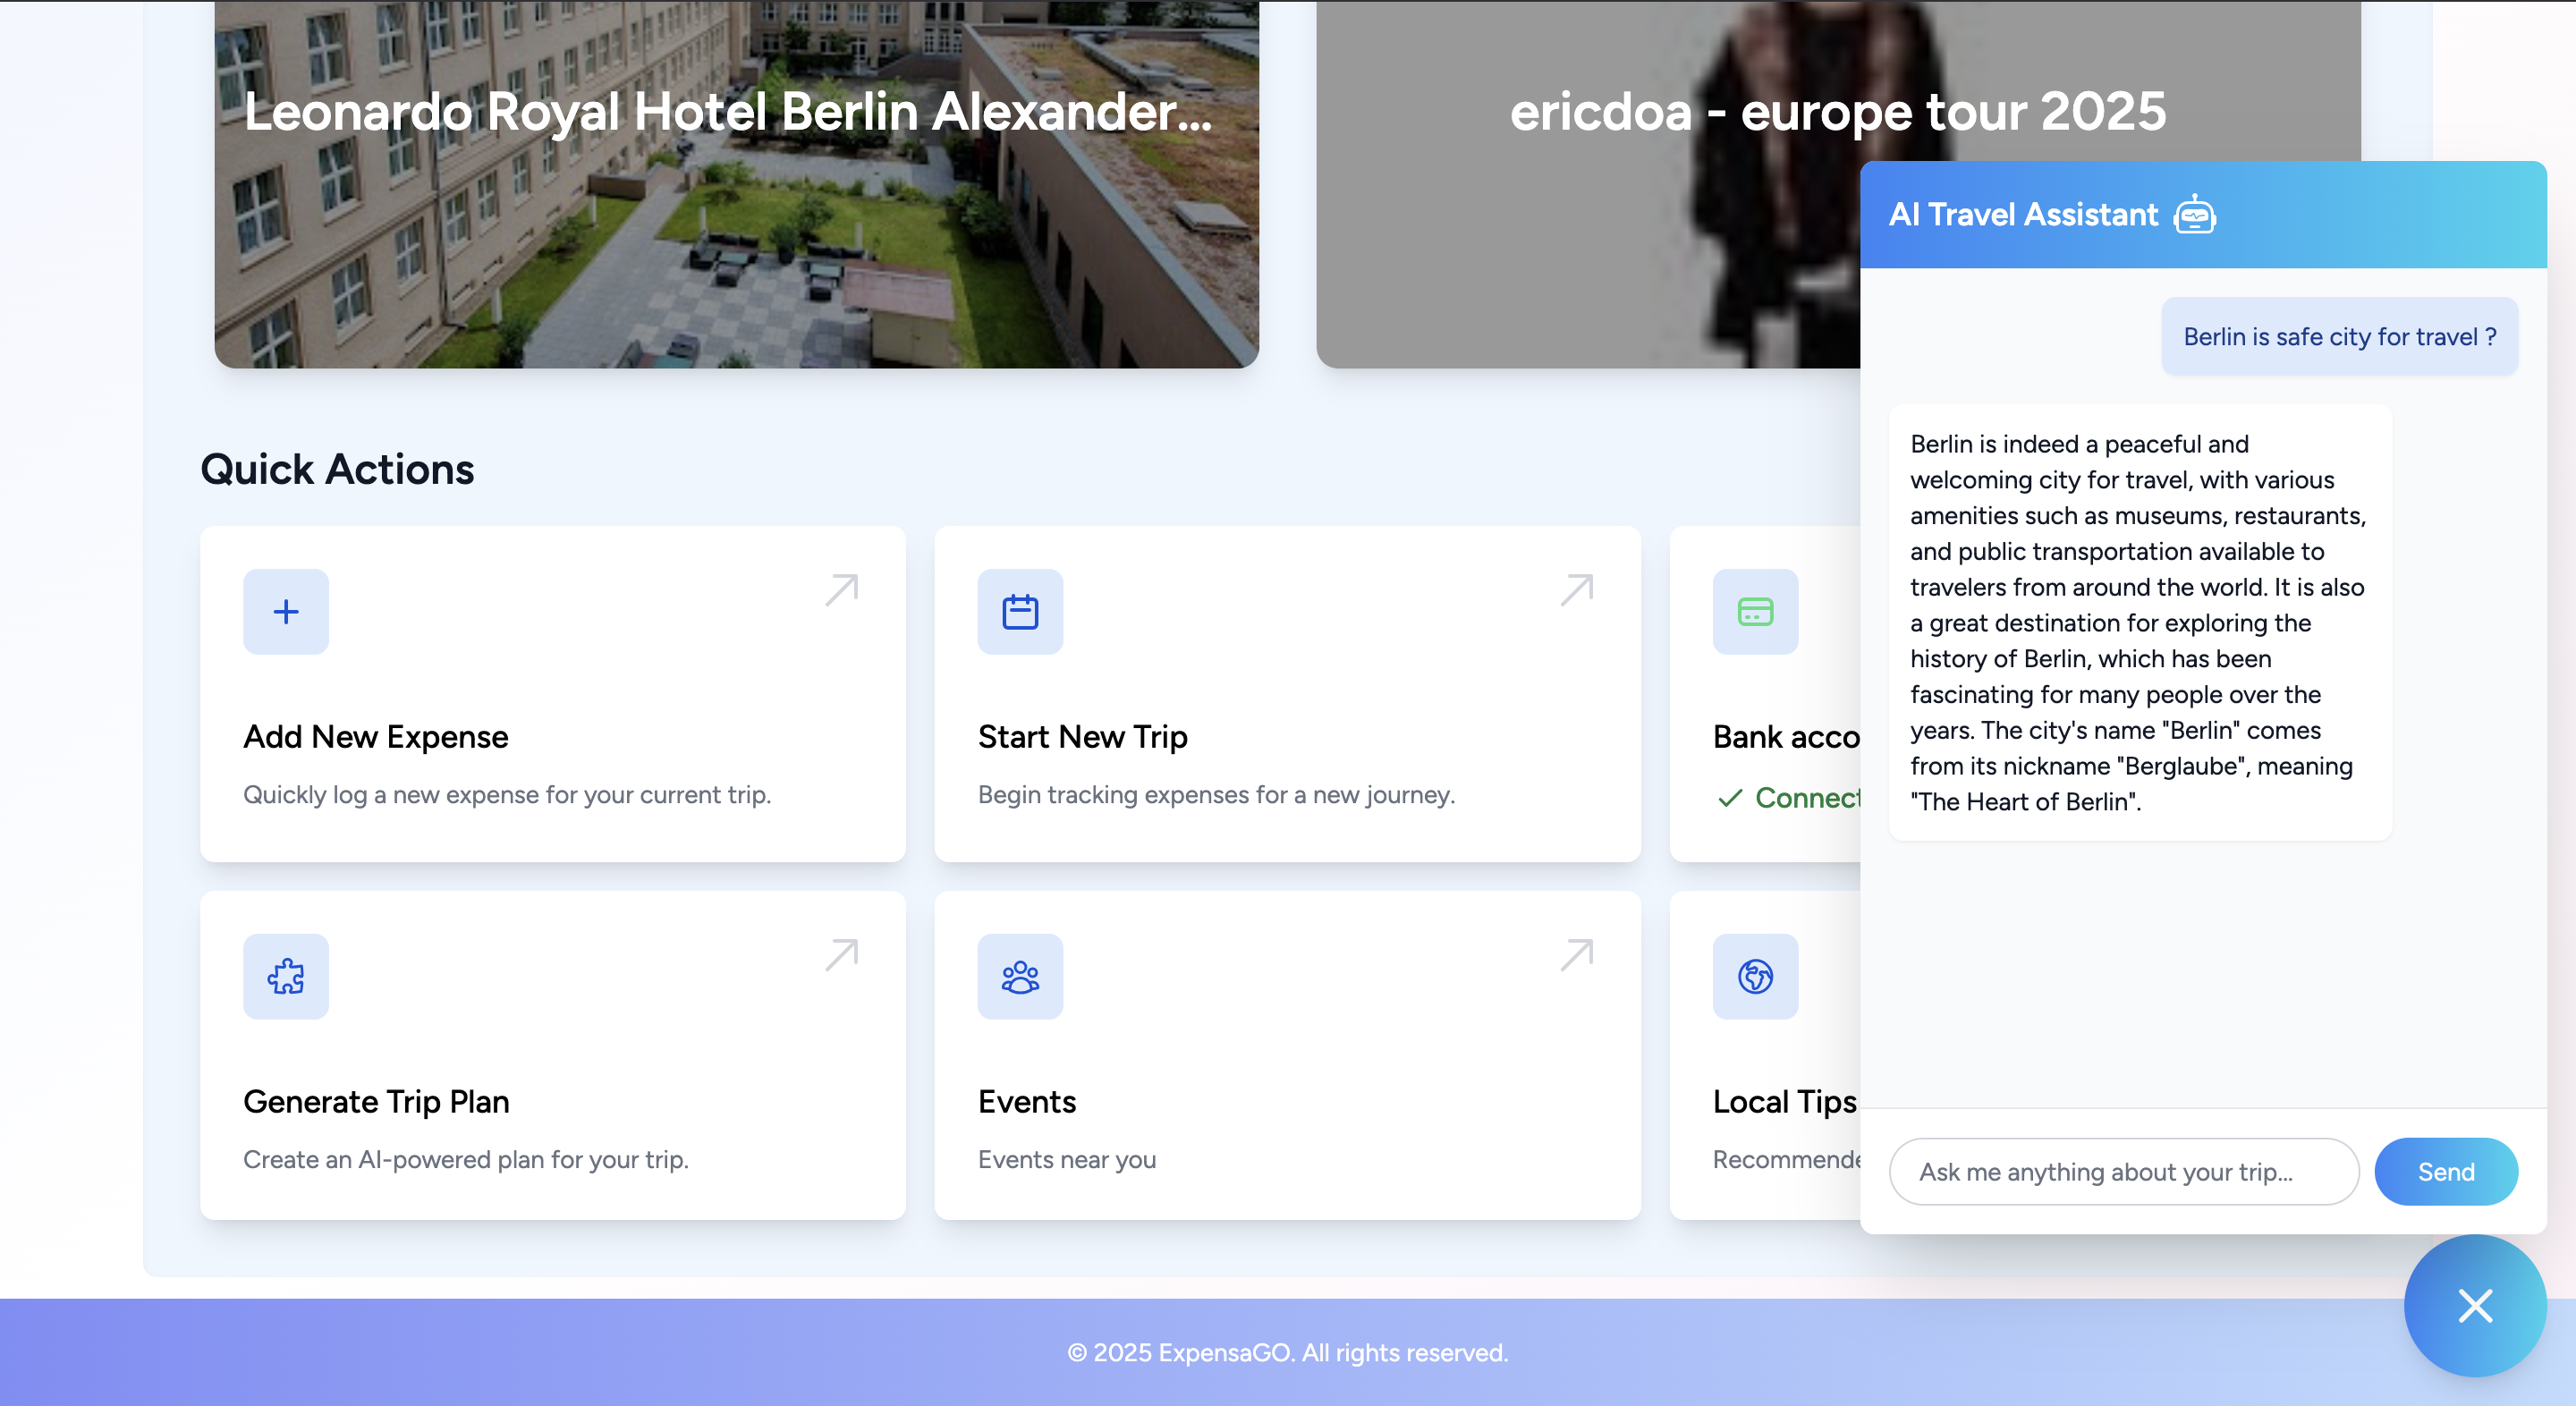 Leonardo Royal Hotel Berlin Alexander...
ericdoa - europe tour 2025
Quick Actions
Add New Expense
Quickly log a new expense for your current trip.
Start New Trip
Begin tracking expenses for a new journey.
Bank acco
Connect
Generate Trip Plan
Create an AI-powered plan for your trip.
Events
Events near you
Local Tips
Recommende
AI Travel Assistant
Berlin is safe city for travel ?
Berlin is indeed a peaceful and
welcoming city for travel, with various
amenities such as museums, restaurants,
and public transportation available to
travelers from around the world. It is also
a great destination for exploring the
history of Berlin, which has been
fascinating for many people over the
years. The city's name "Berlin" comes
from its nickname "Berglaube", meaning
"The Heart of Berlin".
Ask me anything about your trip...
Send
© 2025 ExpensaGO. All rights reserved.